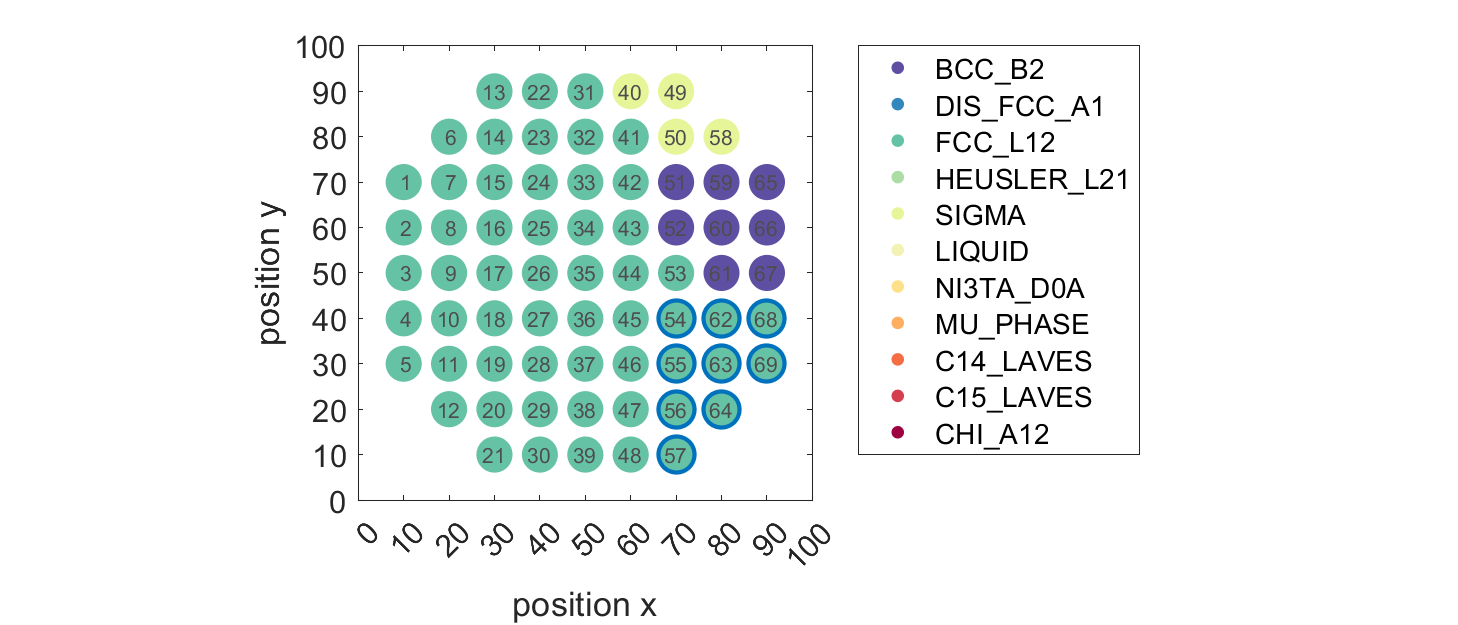 100
90
80
70
60
50
40
30
20
10
0
13 22 31 40 49
6 14 23 32 41 50 58
1 7 15 24 33 42 51 59 65
2 8 16 25 34 43 52 60 66
3 9 17 26 35 44 53 61 67
4 10 18 27 36 45 54 62 68
5 11 19 28 37 46 55 63 69
12 20 29 38 47 56 64
21 30 39 48 57
0 10 20 30 40 50 60 70 80 90 100
position x
position y
BCC_B2
DIS_FCC_A1
FCC_L12
HEUSLER_L21
SIGMA
LIQUID
NI3TA_D0A
MU_PHASE
C14_LAVES
C15_LAVES
CHI_A12